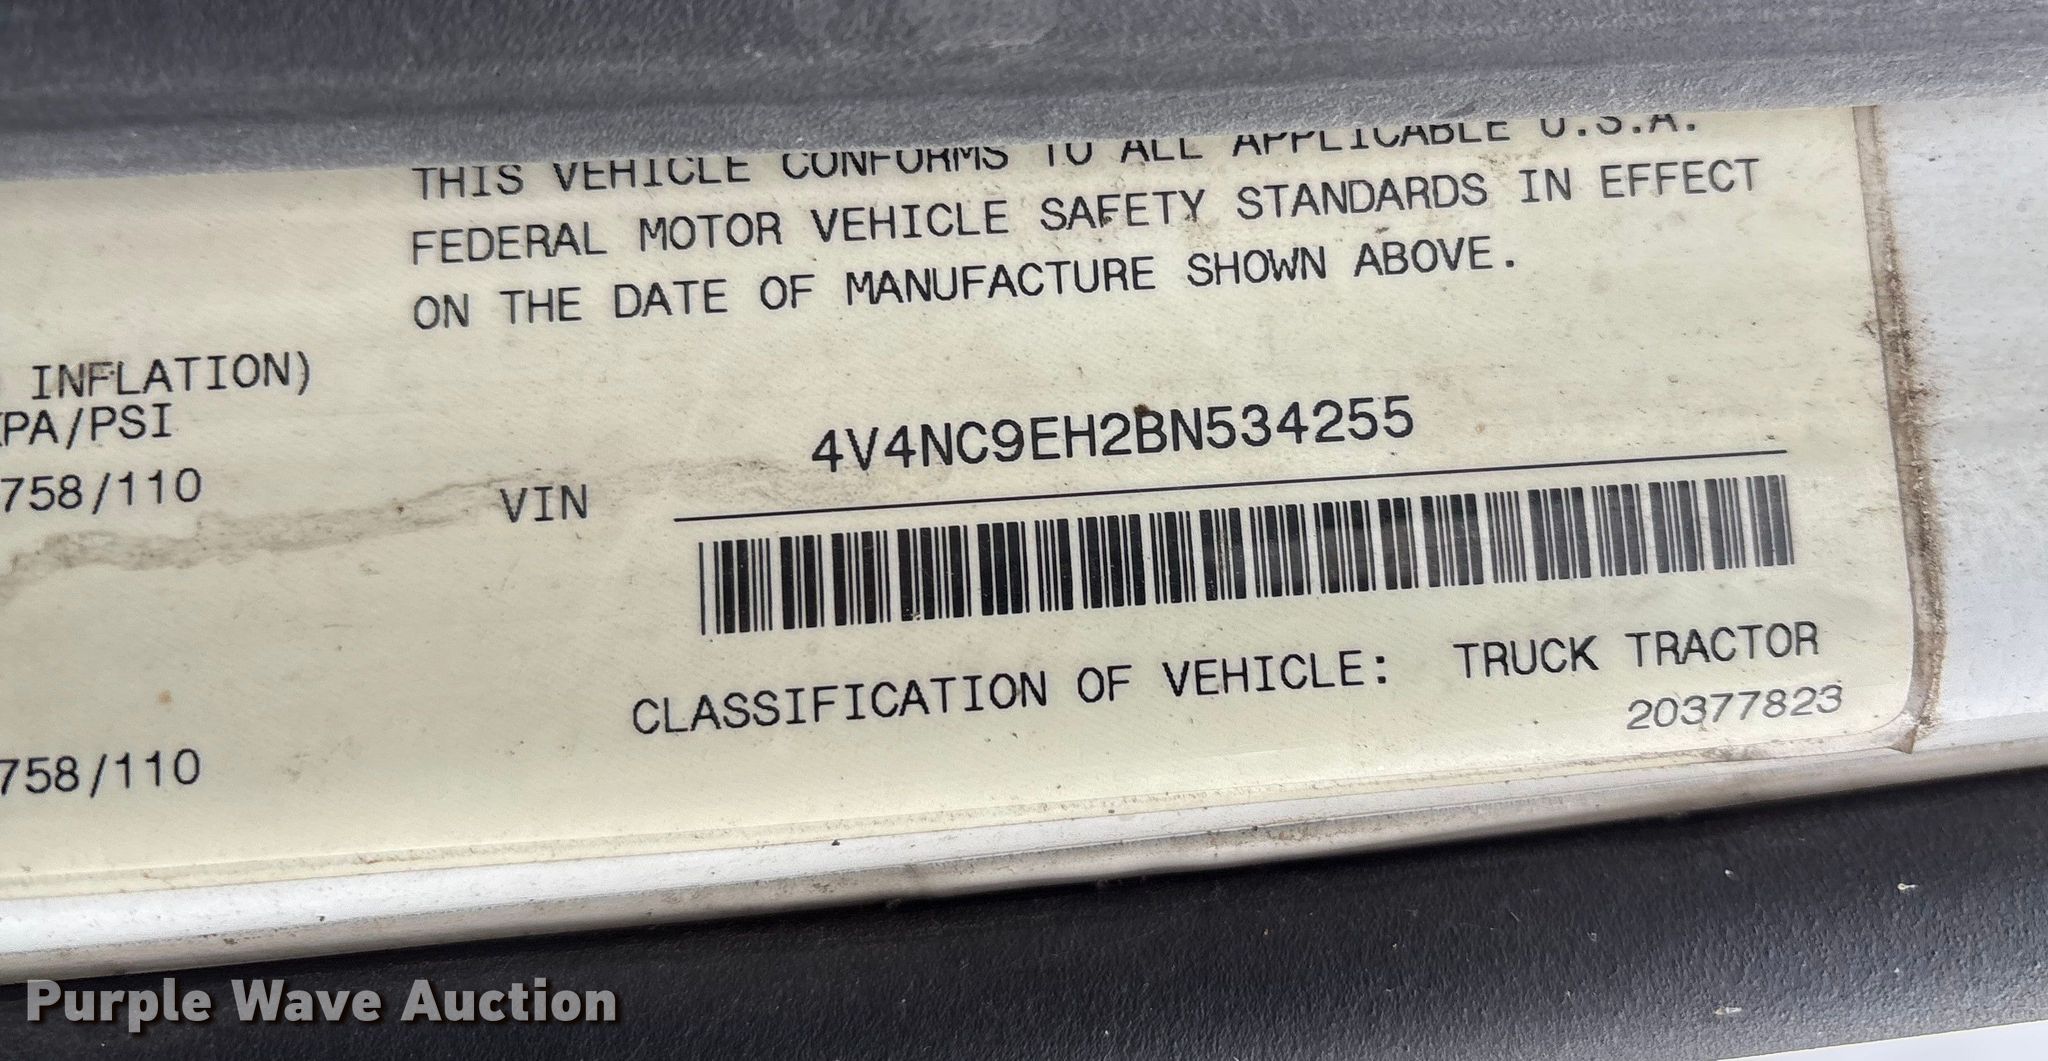 THIS VEHICLE CONFORMS TO ALL APPLICABLE U.S.A.
FEDERAL MOTOR VEHICLE SAFETY STANDARDS IN EFFECT
ON THE DATE OF MANUFACTURE SHOWN ABOVE.
INFLATION)
KPA/PSI
758/110
4V4NC9EH2BN534255
VIN
CLASSIFICATION OF VEHICLE: TRUCK TRACTOR
20377823
758/110
Purple Wave Auction